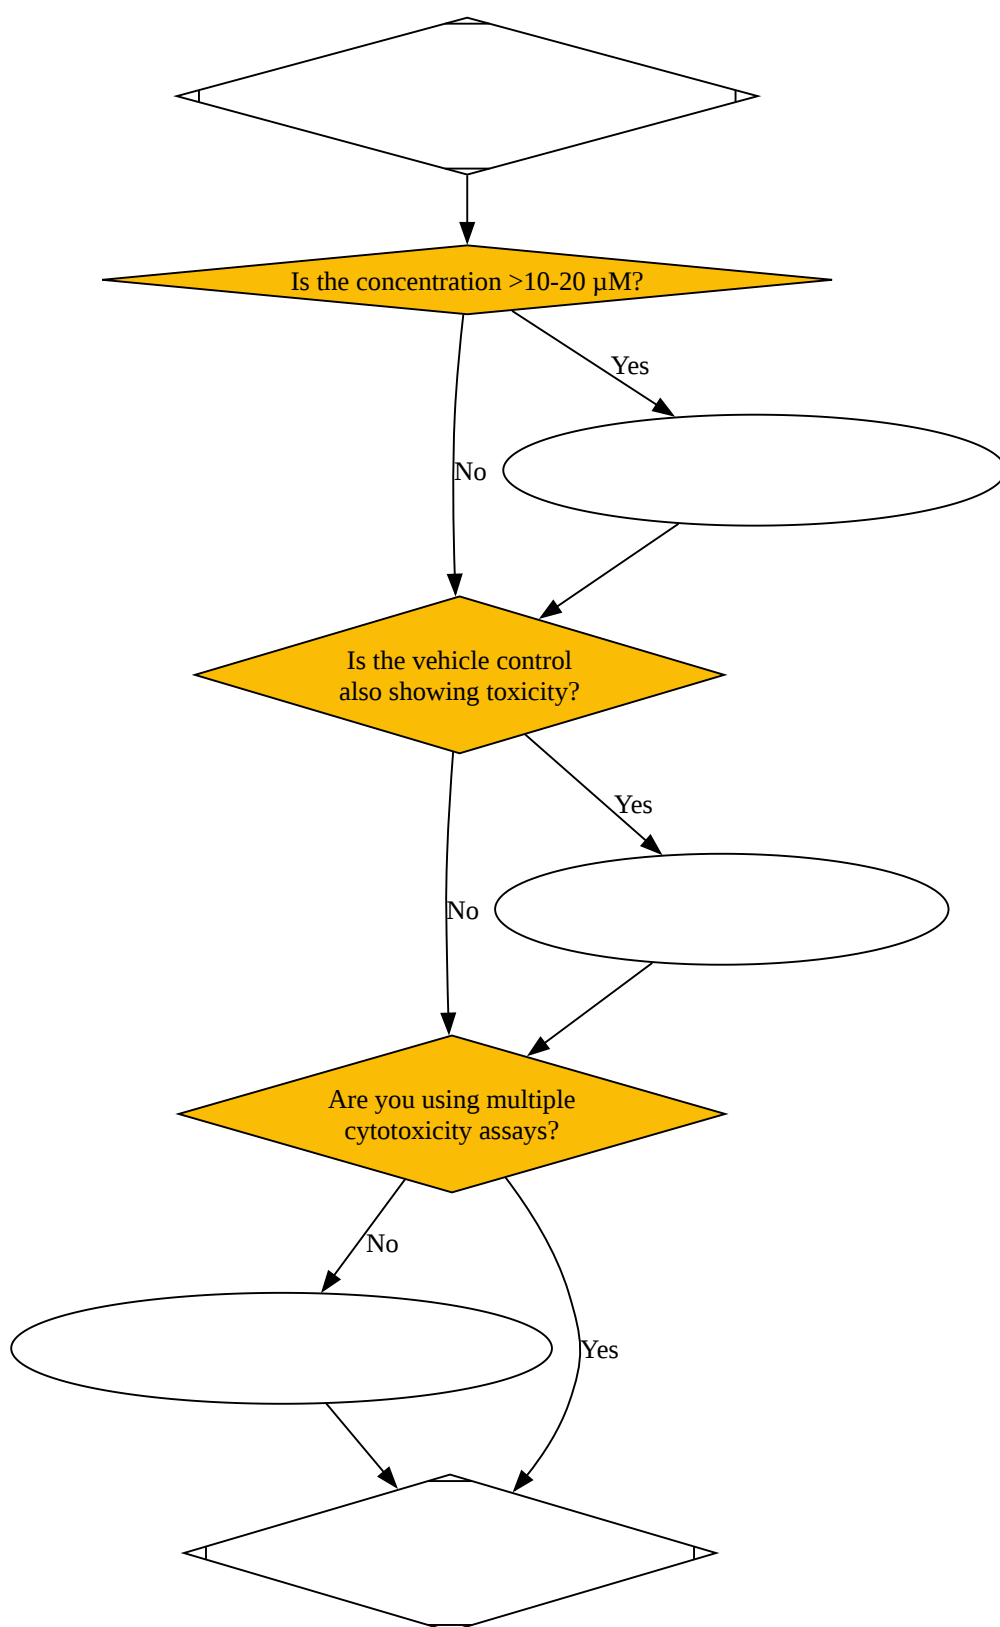 Is the concentration >10-20 µM?
Yes
No
Is the vehicle control
also showing toxicity?
Yes
No
Are you using multiple
cytotoxicity assays?
No
Yes